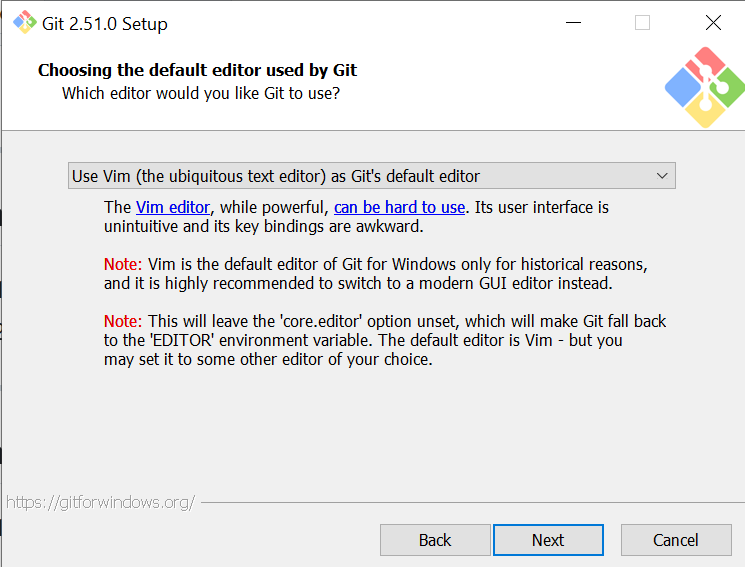 Git 2.51.0 Setup
Choosing the default editor used by Git
Which editor would you like Git to use?
Use Vim (the ubiquitous text editor) as Git's default editor
The Vim editor, while powerful, can be hard to use. Its user interface is
unintuitive and its key bindings are awkward.
Note: Vim is the default editor of Git for Windows only for historical reasons,
and it is highly recommended to switch to a modern GUI editor instead.
Note: This will leave the 'core.editor' option unset, which will make Git fall back
to the 'EDITOR' environment variable. The default editor is Vim - but you
may set it to some other editor of your choice.
https://gitforwindows.org/
Back Next Cancel